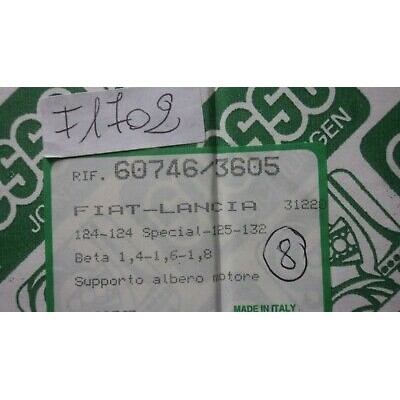 F1702
RIF. 60746/3605
FIAT-LANCIA 31220
124-124 Special-125-132
Beta 1,4-1,6-1,8
8
Supporto albero motore
MADE IN ITALY